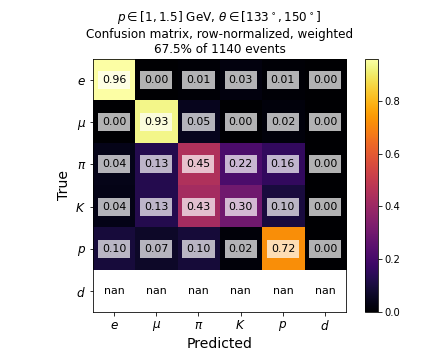 p ∈ [1, 1.5] GeV, θ ∈ [133°, 150°]
Confusion matrix, row-normalized, weighted
67.5% of 1140 events
e 0.96 0.00 0.01 0.03 0.01 0.00
μ 0.00 0.93 0.05 0.00 0.02 0.00
π 0.04 0.13 0.45 0.22 0.16 0.00
K 0.04 0.13 0.43 0.30 0.10 0.00
p 0.10 0.07 0.10 0.02 0.72 0.00
d nan nan nan nan nan nan
e μ π K p d
True
Predicted
0.8
0.6
0.4
0.2
0.0